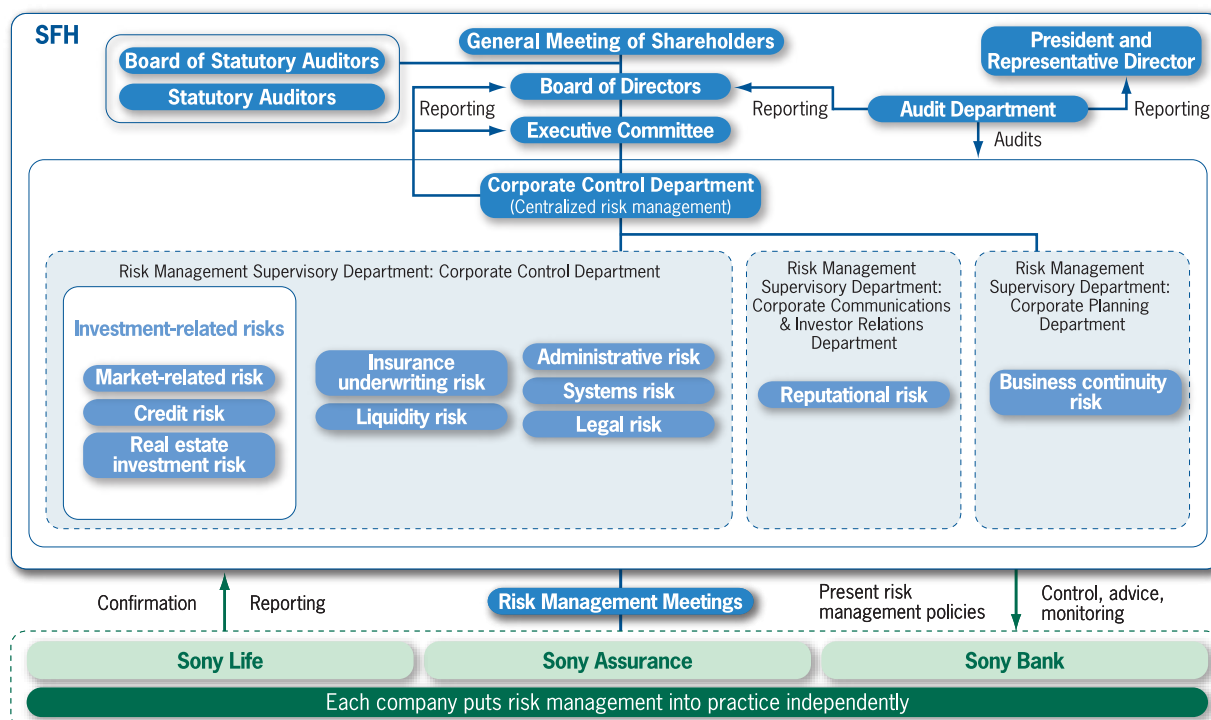 SFH
General Meeting of Shareholders
Board of Statutory Auditors
Statutory Auditors
Board of Directors
Executive Committee
Reporting
Reporting
President and
Representative Director
Audit Department
Reporting
Audits
Corporate Control Department
(Centralized risk management)
Risk Management Supervisory Department: Corporate Control Department
Investment-related risks
Market-related risk
Credit risk
Real estate
investment risk
Insurance
underwriting risk
Liquidity risk
Administrative risk
Systems risk
Legal risk
Risk Management
Supervisory Department:
Corporate Communications
& Investor Relations
Department
Reputational risk
Risk Management
Supervisory Department:
Corporate Planning
Department
Business continuity
risk
Confirmation
Reporting
Risk Management Meetings
Present risk
management policies
Control, advice,
monitoring
Sony Life
Sony Assurance
Sony Bank
Each company puts risk management into practice independently